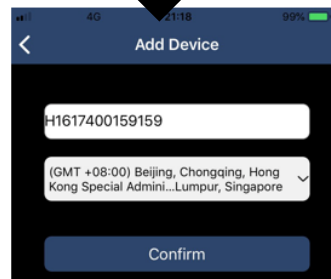 4G 21:18 99%
Add Device
H1617400159159
(GMT +08:00) Beijing, Chongqing, Hong
Kong Special Admini...Lumpur, Singapore
Confirm